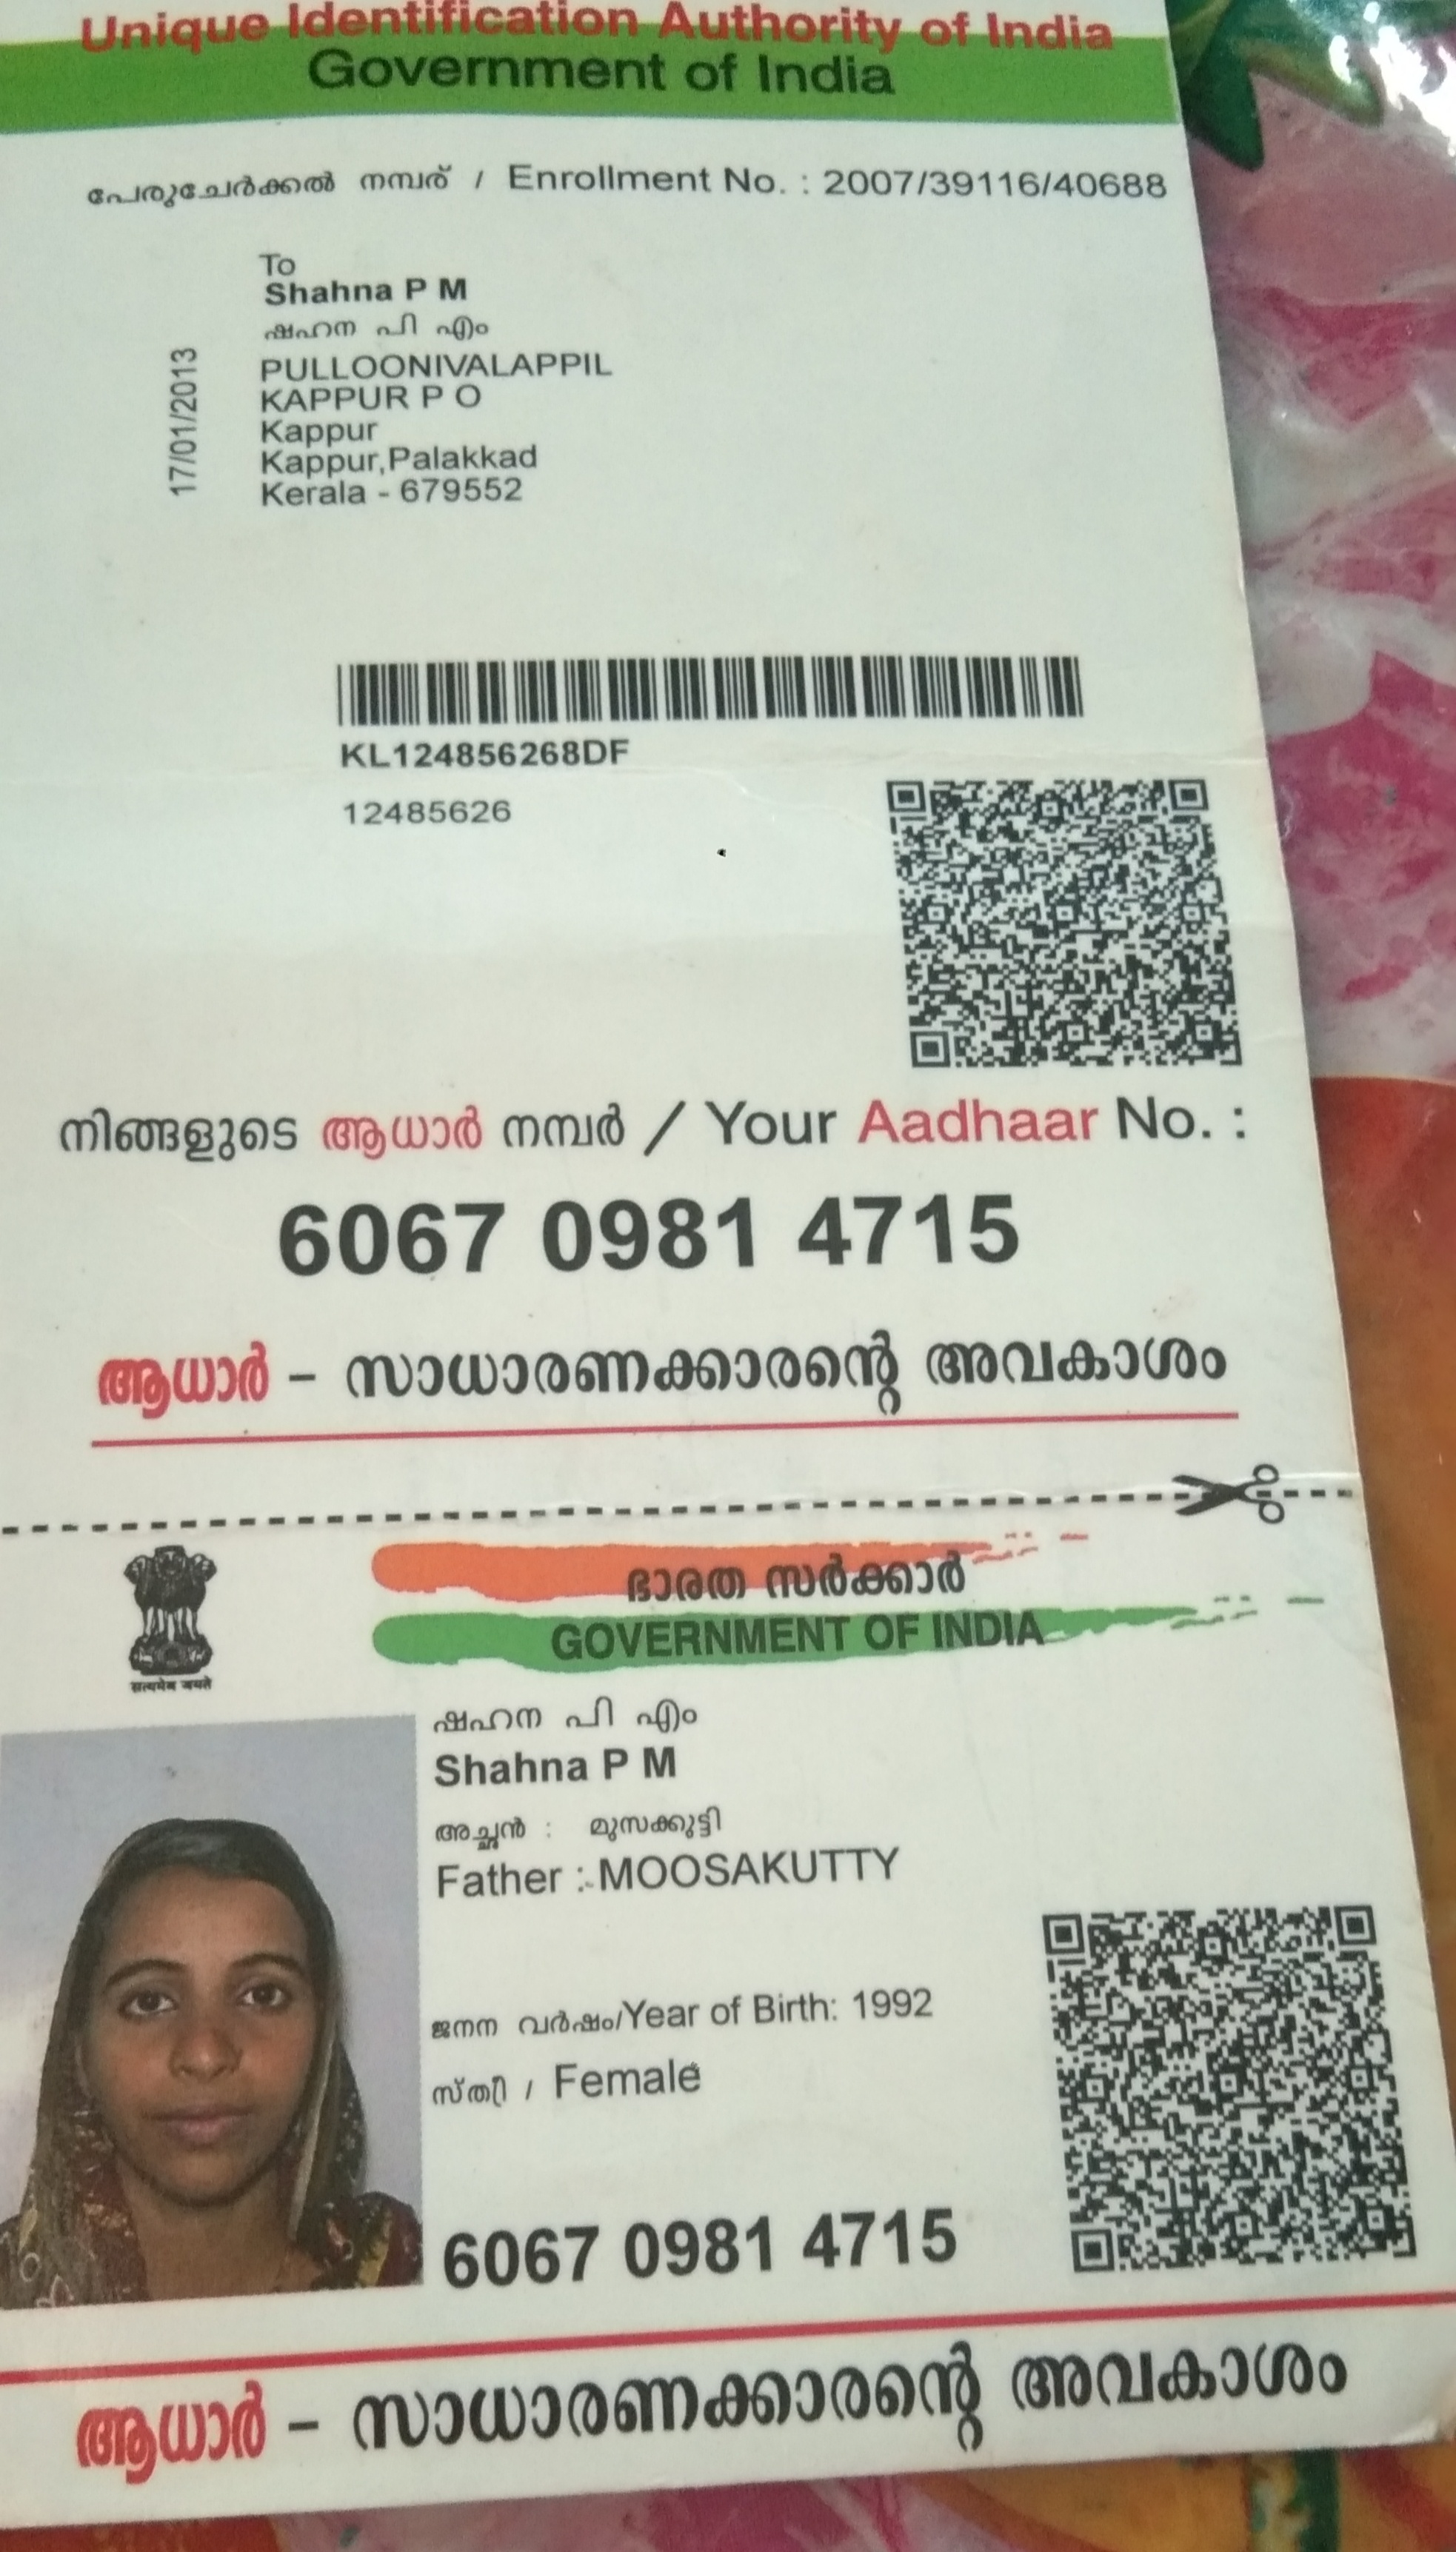 Unique Identification Authority of India
Government of India
പേരുചേർക്കൽ നമ്പര് / Enrollment No. : 2007/39116/40688
To
Shahna P M
ഷഹന പി എം
PULLOONIVALAPPIL
KAPPUR P O
Kappur
Kappur,Palakkad
Kerala - 679552
17/01/2013
KL124856268DF
12485626
നിങ്ങളുടെ ആധാർ നമ്പർ / Your Aadhaar No. :
6067 0981 4715
ആധാർ – സാധാരണക്കാരന്റെ അവകാശം
ഭാരത സർക്കാർ
GOVERNMENT OF INDIA
सत्यमेव जयते
ഷഹന പി എം
Shahna P M
അച്ഛൻ : മുസക്കുട്ടി
Father : MOOSAKUTTY
ജനന വർഷം/Year of Birth: 1992
സ്ത്രീ / Female
6067 0981 4715
ആധാർ – സാധാരണക്കാരന്റെ അവകാശം